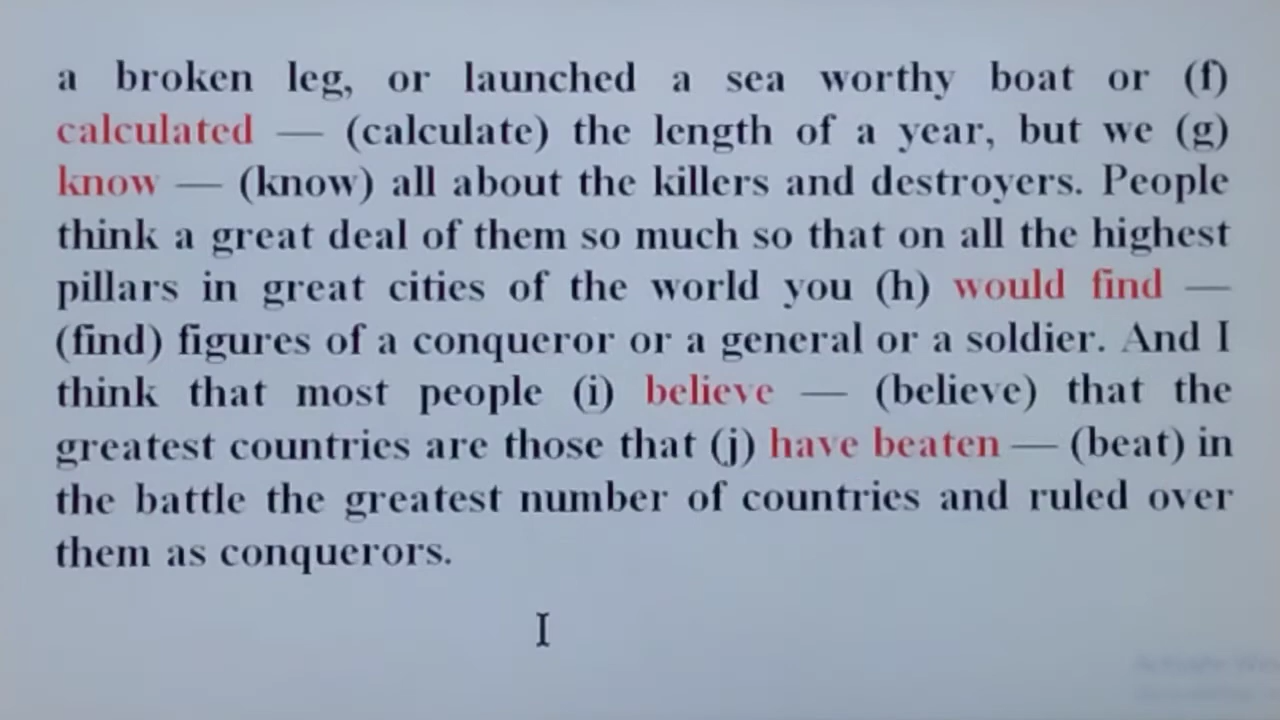 a broken leg, or launched a sea worthy boat or (f)
calculated — (calculate) the length of a year, but we (g)
know — (know) all about the killers and destroyers. People
think a great deal of them so much so that on all the highest
pillars in great cities of the world you (h) would find —
(find) figures of a conqueror or a general or a soldier. And I
think that most people (i) believe — (believe) that the
greatest countries are those that (j) have beaten — (beat) in
the battle the greatest number of countries and ruled over
them as conquerors.
Activate